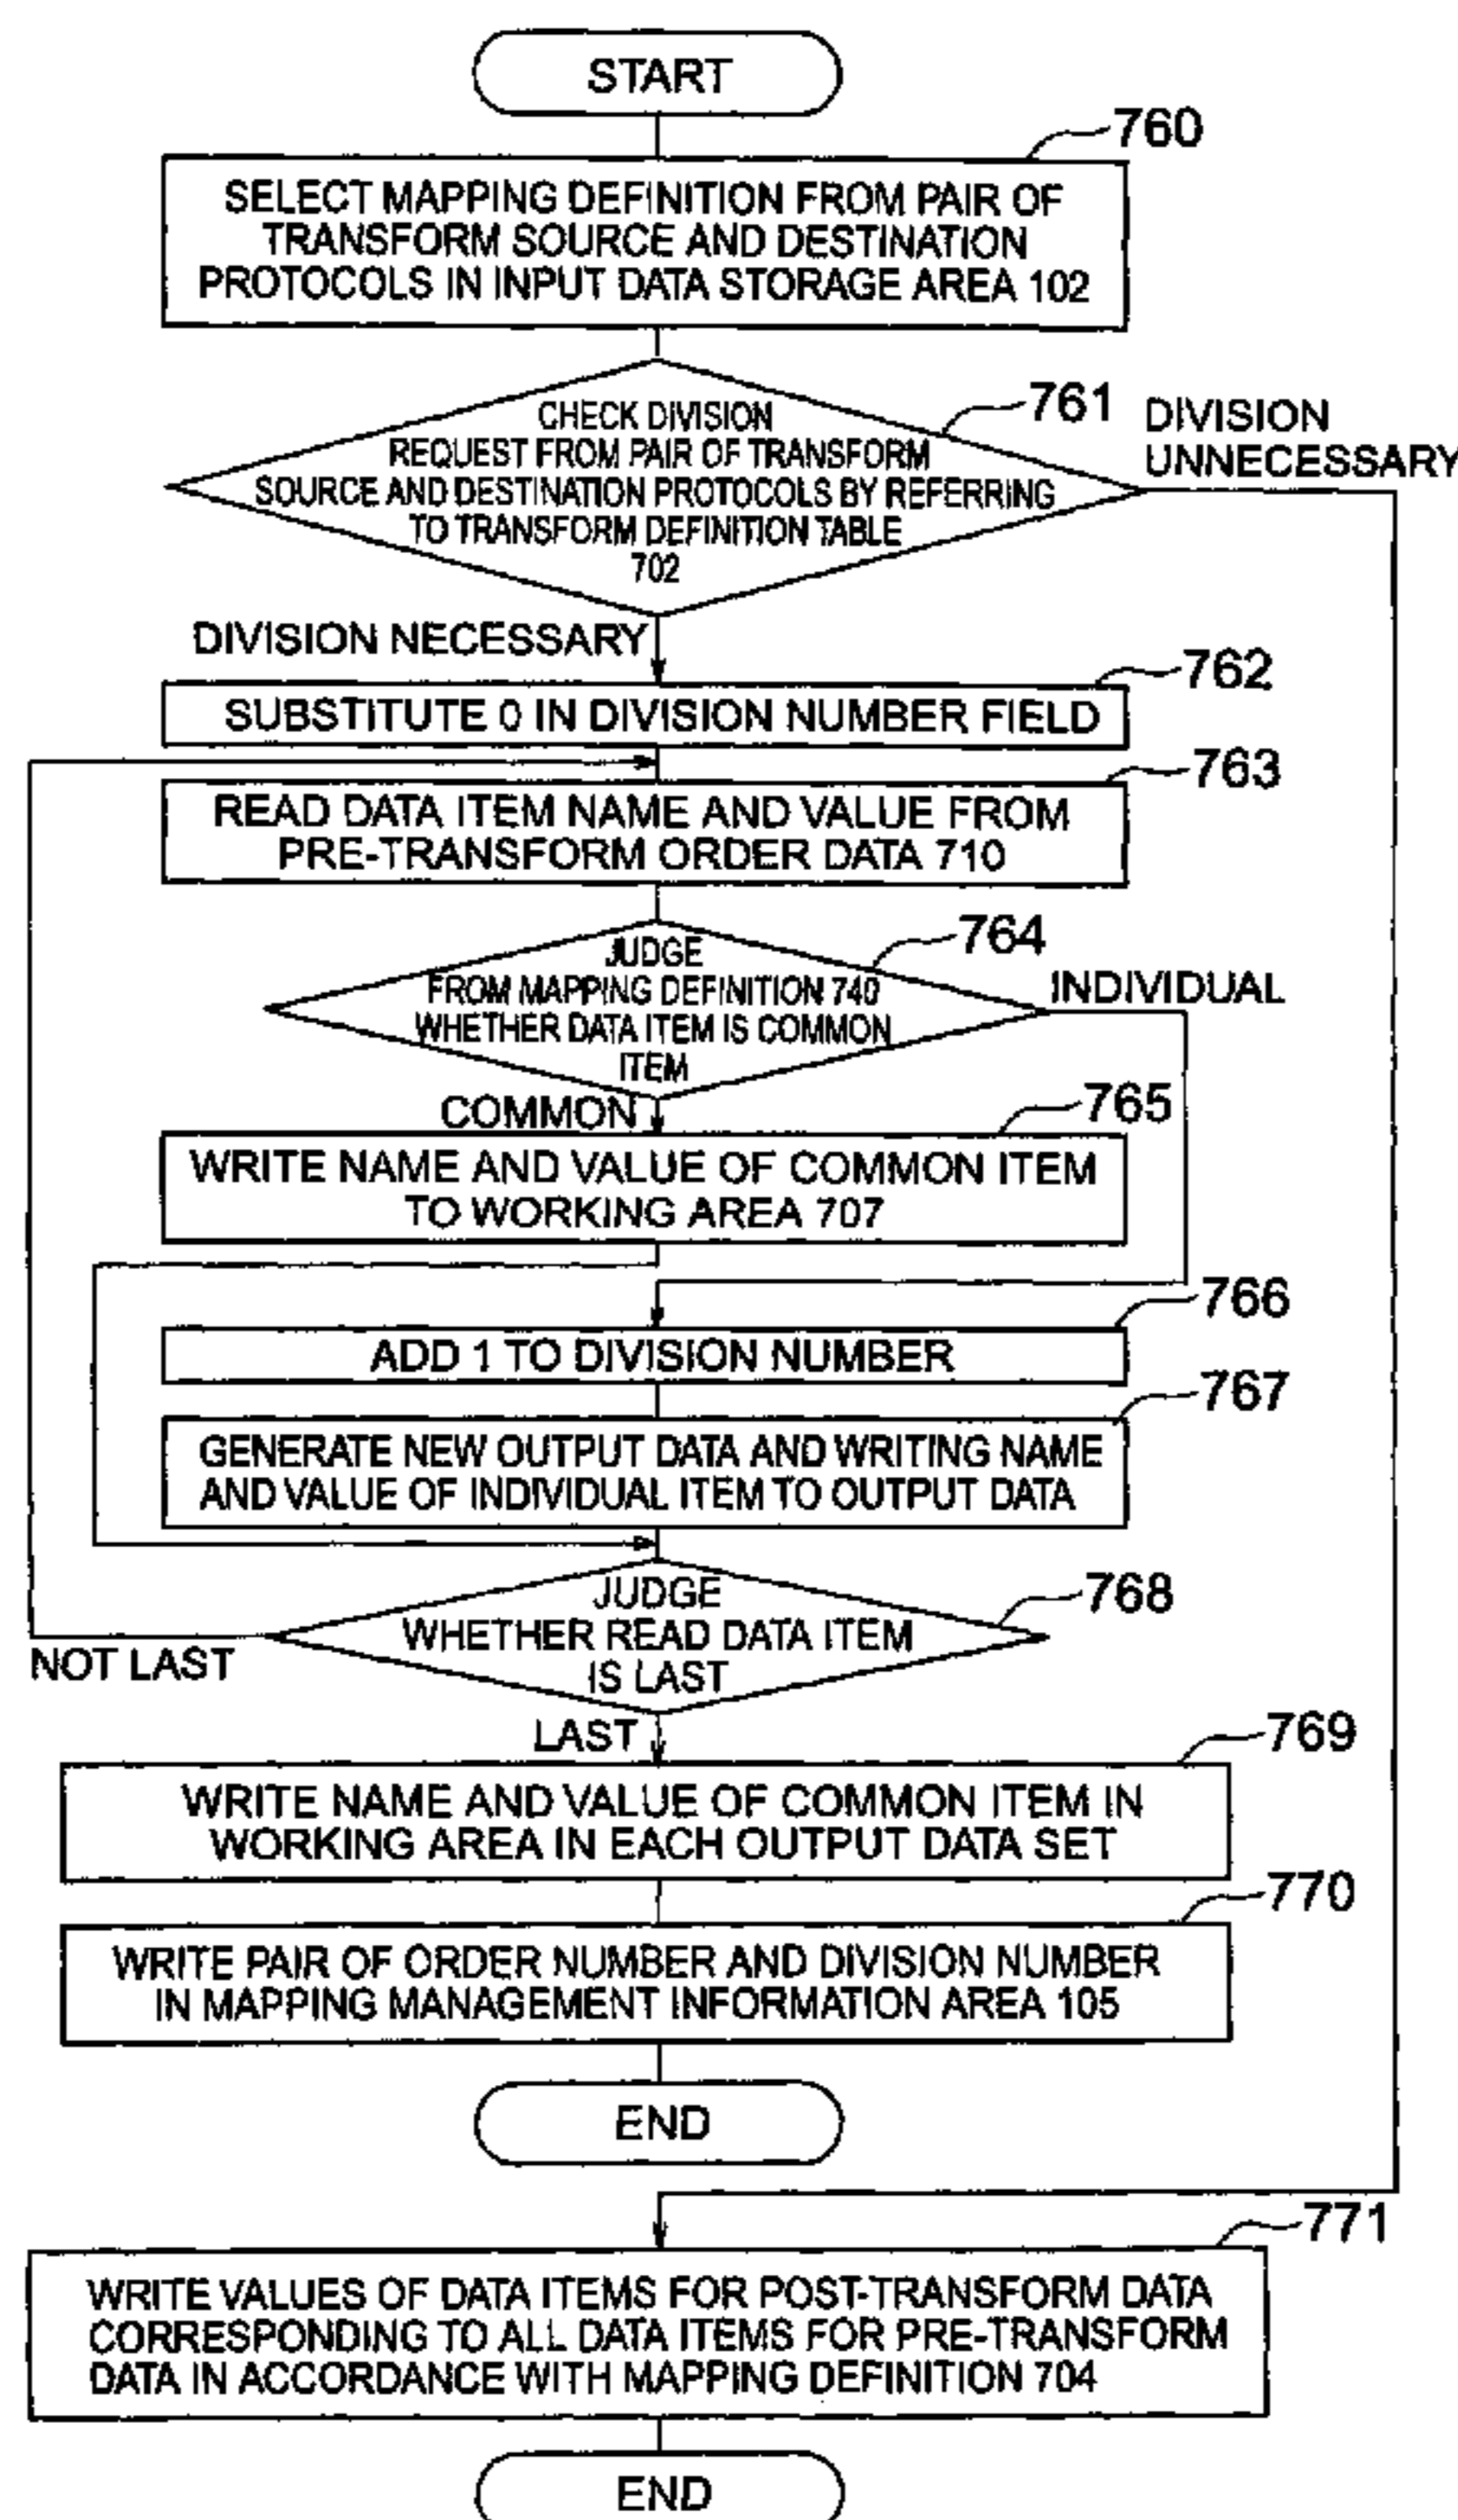 START
760
SELECT MAPPING DEFINITION FROM PAIR OF
TRANSFORM SOURCE AND DESTINATION
PROTOCOLS IN INPUT DATA STORAGE AREA 102
761
CHECK DIVISION
REQUEST FROM PAIR OF TRANSFORM
SOURCE AND DESTINATION PROTOCOLS BY REFERRING
TO TRANSFORM DEFINITION TABLE
702
DIVISION
UNNECESSARY
DIVISION NECESSARY
762
SUBSTITUTE 0 IN DIVISION NUMBER FIELD
763
READ DATA ITEM NAME AND VALUE FROM
PRE-TRANSFORM ORDER DATA 710
764
JUDGE
FROM MAPPING DEFINITION 740
WHETHER DATA ITEM IS COMMON
ITEM
INDIVIDUAL
COMMON
765
WRITE NAME AND VALUE OF COMMON ITEM
TO WORKING AREA 707
766
ADD 1 TO DIVISION NUMBER
767
GENERATE NEW OUTPUT DATA AND WRITING NAME
AND VALUE OF INDIVIDUAL ITEM TO OUTPUT DATA
768
JUDGE
WHETHER READ DATA ITEM
IS LAST
NOT LAST
LAST
769
WRITE NAME AND VALUE OF COMMON ITEM IN
WORKING AREA IN EACH OUTPUT DATA SET
770
WRITE PAIR OF ORDER NUMBER AND DIVISION NUMBER
IN MAPPING MANAGEMENT INFORMATION AREA 105
END
771
WRITE VALUES OF DATA ITEMS FOR POST-TRANSFORM DATA
CORRESPONDING TO ALL DATA ITEMS FOR PRE-TRANSFORM
DATA IN ACCORDANCE WITH MAPPING DEFINITION 704
END